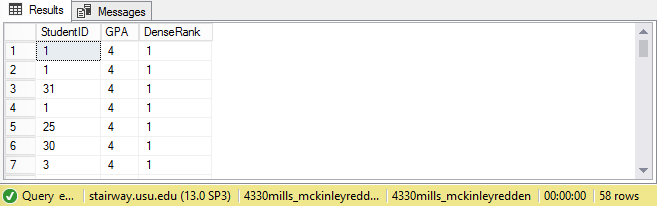 Results Messages
StudentID GPA DenseRank
1 1 4 1
2 1 4 1
3 31 4 1
4 1 4 1
5 25 4 1
6 30 4 1
7 3 4 1
Query e... stairway.usu.edu (13.0 SP3) 4330mills_mckinleyredd... 4330mills_mckinleyredden 00:00:00 58 rows